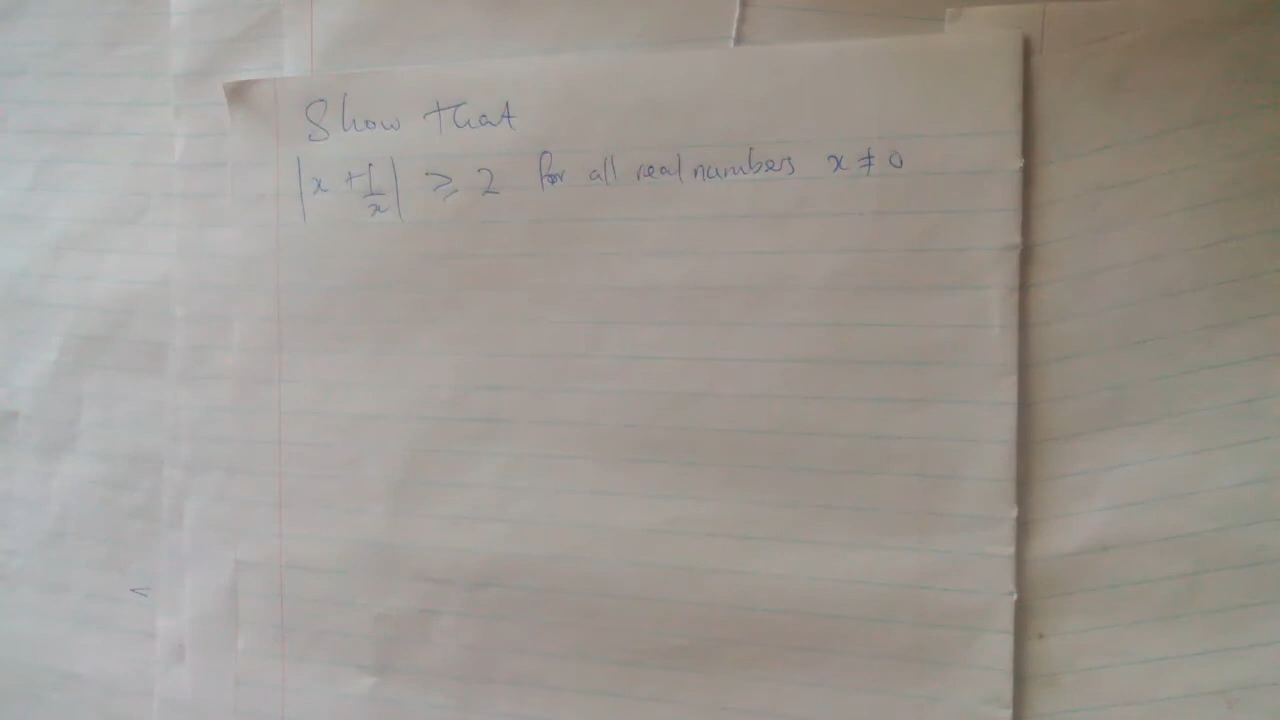 Show that
|x + 1/x| ⩾ 2 for all real numbers x ≠ 0
<